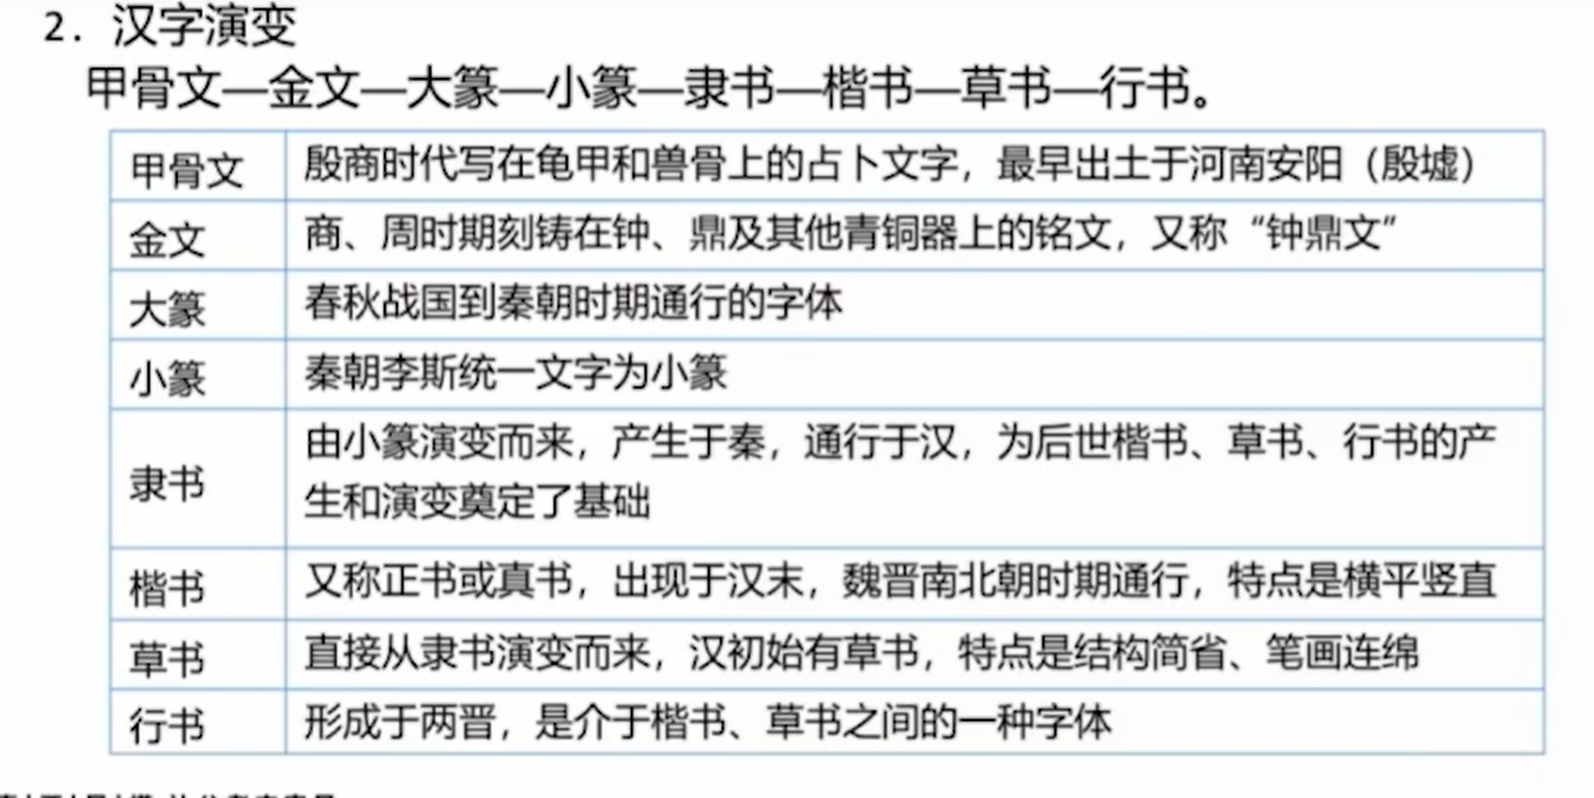 2. 汉字演变
甲骨文—金文—大篆—小篆—隶书—楷书—草书—行书。
甲骨文 殷商时代写在龟甲和兽骨上的占卜文字，最早出土于河南安阳（殷墟）
金文 商、周时期刻铸在钟、鼎及其他青铜器上的铭文，又称“钟鼎文”
大篆 春秋战国到秦朝时期通行的字体
小篆 秦朝李斯统一文字为小篆
隶书 由小篆演变而来，产生于秦，通行于汉，为后世楷书、草书、行书的产
生和演变奠定了基础
楷书 又称正书或真书，出现于汉末，魏晋南北朝时期通行，特点是横平竖直
草书 直接从隶书演变而来，汉初始有草书，特点是结构简省、笔画连绵
行书 形成于两晋，是介于楷书、草书之间的一种字体